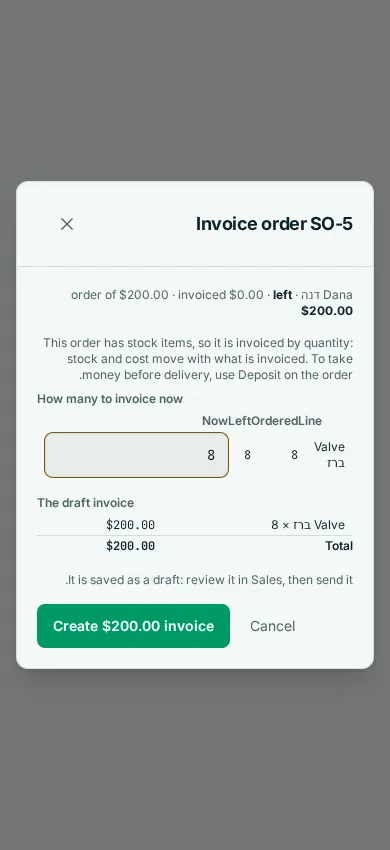 Invoice order SO-5
Dana דנה · order of $200.00 · invoiced $0.00 · left
$200.00
This order has stock items, so it is invoiced by quantity:
stock and cost move with what is invoiced. To take
money before delivery, use Deposit on the order.
How many to invoice now
NowLeftOrderedLine
Valve 8 8 8
ברז
The draft invoice
Valve ברז × 8 $200.00
Total $200.00
It is saved as a draft: review it in Sales, then send it.
Create $200.00 invoice Cancel